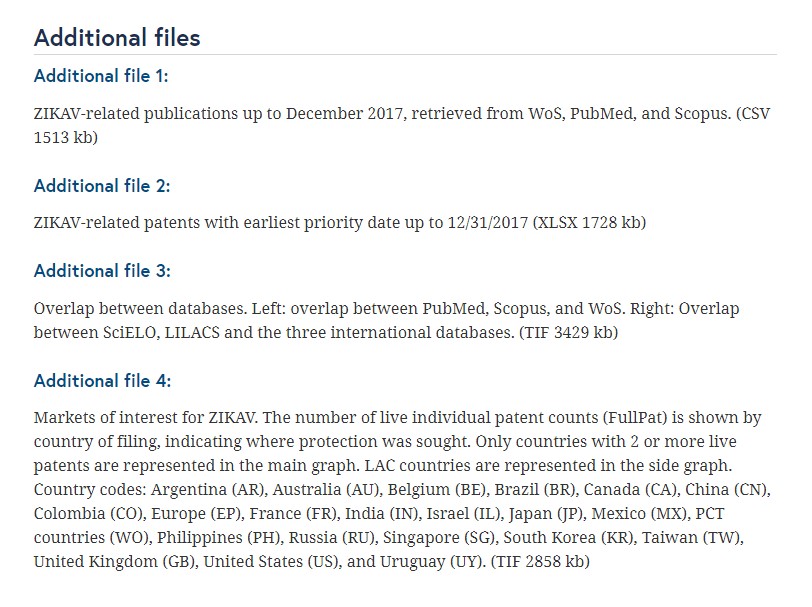 Additional files
Additional file 1:
ZIKAV-related publications up to December 2017, retrieved from WoS, PubMed, and Scopus. (CSV
1513 kb)
Additional file 2:
ZIKAV-related patents with earliest priority date up to 12/31/2017 (XLSX 1728 kb)
Additional file 3:
Overlap between databases. Left: overlap between PubMed, Scopus, and WoS. Right: Overlap
between SciELO, LILACS and the three international databases. (TIF 3429 kb)
Additional file 4:
Markets of interest for ZIKAV. The number of live individual patent counts (FullPat) is shown by
country of filing, indicating where protection was sought. Only countries with 2 or more live
patents are represented in the main graph. LAC countries are represented in the side graph.
Country codes: Argentina (AR), Australia (AU), Belgium (BE), Brazil (BR), Canada (CA), China (CN),
Colombia (CO), Europe (EP), France (FR), India (IN), Israel (IL), Japan (JP), Mexico (MX), PCT
countries (WO), Philippines (PH), Russia (RU), Singapore (SG), South Korea (KR), Taiwan (TW),
United Kingdom (GB), United States (US), and Uruguay (UY). (TIF 2858 kb)